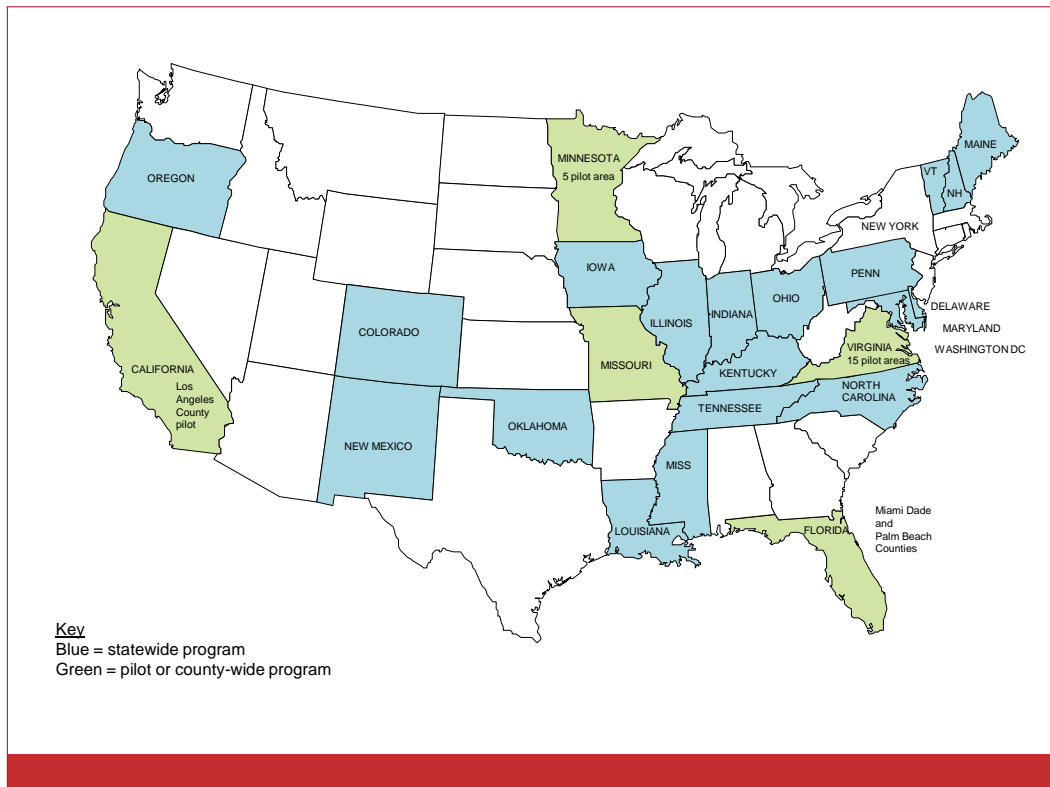 MAINE
MINNESOTA
5 pilot area
VT
OREGON
NH
NEW YORK
IOWA
PENN
OHIO
DELAWARE
ILLINOIS
INDIANA
COLORADO
MARYLAND
VIRGINIA
15 pilot areas
WASHINGTON DC
CALIFORNIA
MISSOURI
KENTUCKY
Los
Angeles
County
pilot
NORTH
CAROLINA
TENNESSEE
OKLAHOMA
NEW MEXICO
MISS
LOUISIANA
FLORIDA
Miami Dade
and
Palm Beach
Counties
Key
Blue = statewide program
Green = pilot or county-wide program